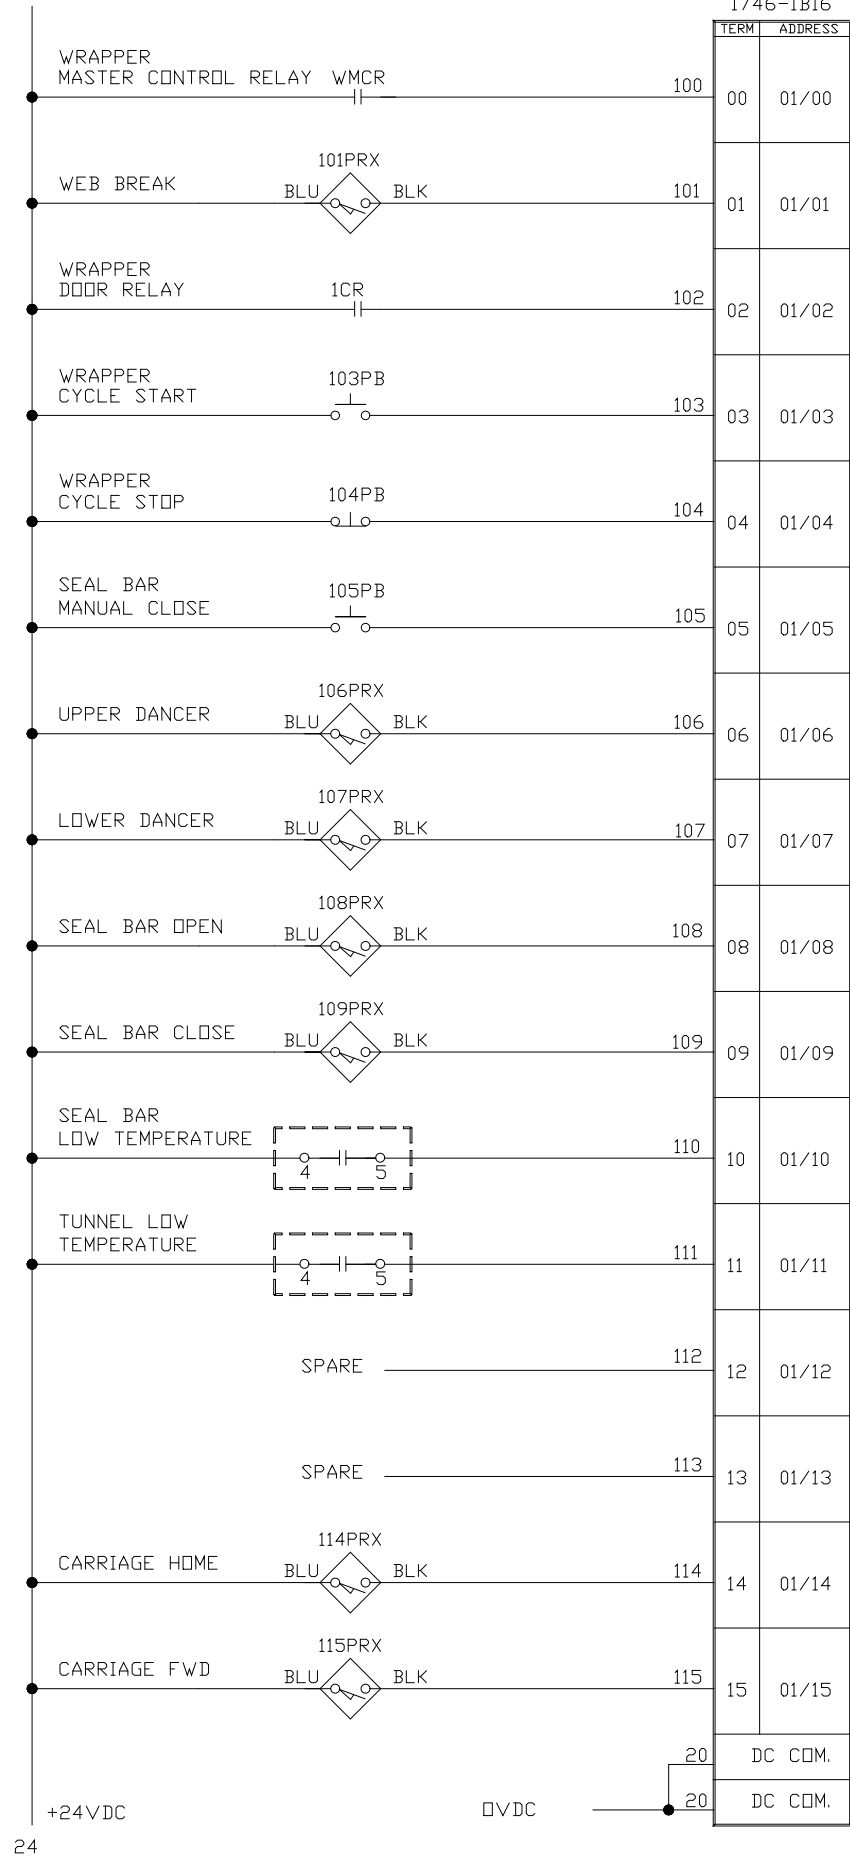 1746-IB16
TERM ADDRESS
WRAPPER
MASTER CONTROL RELAY WMCR
100 00 01/00
101PRX
WEB BREAK BLU BLK 101 01 01/01
WRAPPER
DOOR RELAY 1CR 102 02 01/02
WRAPPER 103PB
CYCLE START 103 03 01/03
WRAPPER
CYCLE STOP 104PB 104 04 01/04
SEAL BAR 105PB
MANUAL CLOSE 105 05 01/05
106PRX
UPPER DANCER BLU BLK 106 06 01/06
107PRX
LOWER DANCER BLU BLK 107 07 01/07
108PRX
SEAL BAR OPEN BLU BLK 108 08 01/08
109PRX
SEAL BAR CLOSE BLU BLK 109 09 01/09
SEAL BAR
LOW TEMPERATURE 110
4 5 10 01/10
TUNNEL LOW
TEMPERATURE 111
4 5 11 01/11
SPARE 112 12 01/12
SPARE 113 13 01/13
114PRX
CARRIAGE HOME BLU BLK 114 14 01/14
115PRX
CARRIAGE FWD BLU BLK 115 15 01/15
20 DC COM.
+24VDC 0VDC 20 DC COM.
24